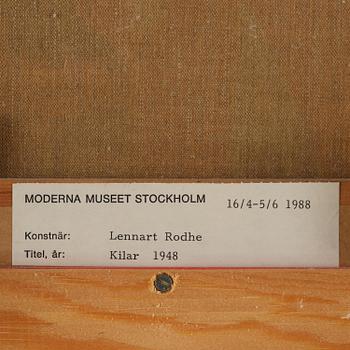 MODERNA MUSEET STOCKHOLM 16/4-5/6 1988
Konstnär: Lennart Rodhe
Titel, år: Kilar 1948